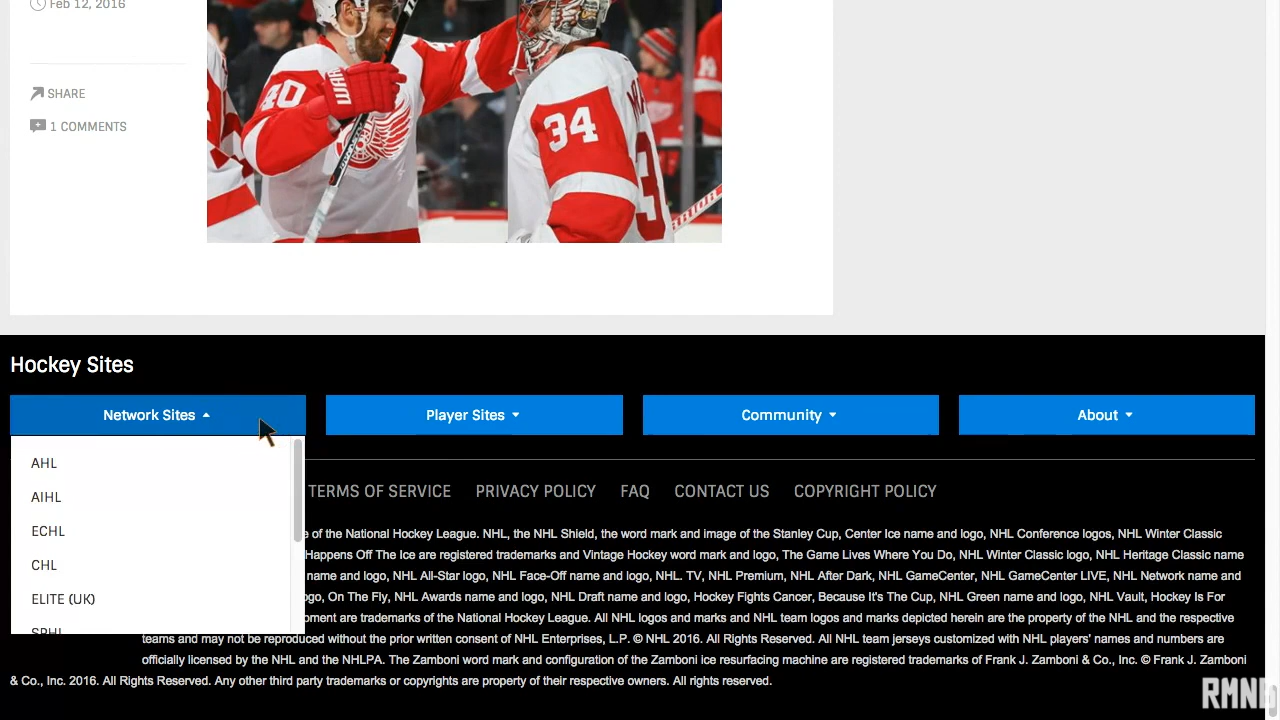 Feb 12, 2016
SHARE
1 COMMENTS
40
WARR
34
14
Hockey Sites
Network Sites
Player Sites
Community
About
AHL
AIHL
ECHL
CHL
ELITE (UK)
SPHL
TERMS OF SERVICE PRIVACY POLICY FAQ CONTACT US COPYRIGHT POLICY
of the National Hockey League. NHL, the NHL Shield, the word mark and image of the Stanley Cup, Center Ice name and logo, NHL Conference logos, NHL Winter Classic
Happens Off The Ice are registered trademarks and Vintage Hockey word mark and logo, The Game Lives Where You Do, NHL Winter Classic logo, NHL Heritage Classic name
name and logo, NHL All-Star logo, NHL Face-Off name and logo, NHL. TV, NHL Premium, NHL After Dark, NHL GameCenter, NHL GameCenter LIVE, NHL Network name and
ogo, On The Fly, NHL Awards name and logo, NHL Draft name and logo, Hockey Fights Cancer, Because It's The Cup, NHL Green name and logo, NHL Vault, Hockey Is For
oment are trademarks of the National Hockey League. All NHL logos and marks and NHL team logos and marks depicted herein are the property of the NHL and the respective
teams and may not be reproduced without the prior written consent of NHL Enterprises, L.P. © NHL 2016. All Rights Reserved. All NHL team jerseys customized with NHL players' names and numbers are
officially licensed by the NHL and the NHLPA. The Zamboni word mark and configuration of the Zamboni ice resurfacing machine are registered trademarks of Frank J. Zamboni & Co., Inc. © Frank J. Zamboni
& Co., Inc. 2016. All Rights Reserved. Any other third party trademarks or copyrights are property of their respective owners. All rights reserved.
RMNB